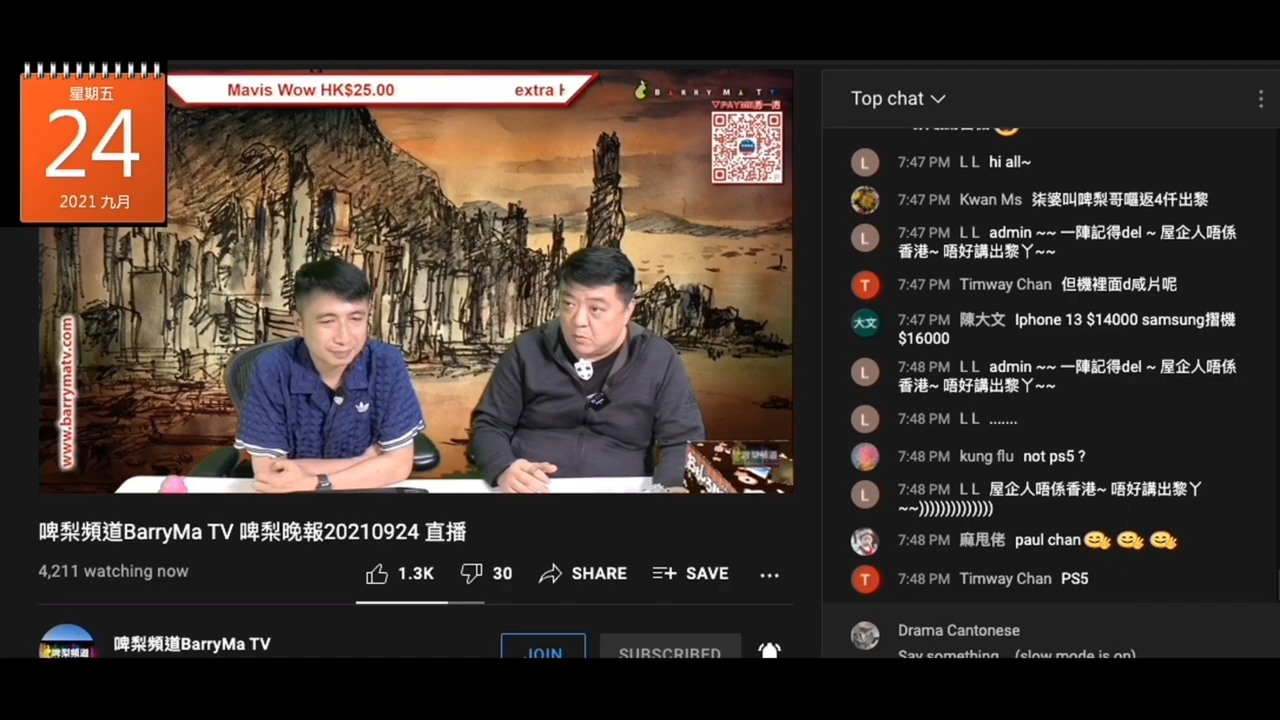 星期五
24
2021 九月
Mavis Wow HK$25.00
extra
BARRY MA TV
www.barrymatv.com
啤梨頻道BarryMa TV 啤梨晚報20210924 直播
4,211 watching now
1.3K
30
SHARE
SAVE
啤梨頻道BarryMa TV
JOIN
SUBSCRIBED
Top chat
7:47 PM L L hi all~
7:47 PM Kwan Ms 柒婆叫啤梨哥嘔返4仟出黎
7:47 PM L L admin ~~ 一陣記得del ~ 屋企人唔係
香港~ 唔好講出黎丫~~
7:47 PM Timway Chan 但機裡面d咸片呢
大文
7:47 PM 陳大文 Iphone 13 $14000 samsung摺機
$16000
7:48 PM L L admin ~~ 一陣記得del ~ 屋企人唔係
香港~ 唔好講出黎丫~~
7:48 PM L L .......
7:48 PM kung flu not ps5 ?
7:48 PM L L 屋企人唔係香港~ 唔好講出黎丫
~~))))))))))))))
7:48 PM 麻甩佬 paul chan
7:48 PM Timway Chan PS5
Drama Cantonese
Say something... (slow mode is on)